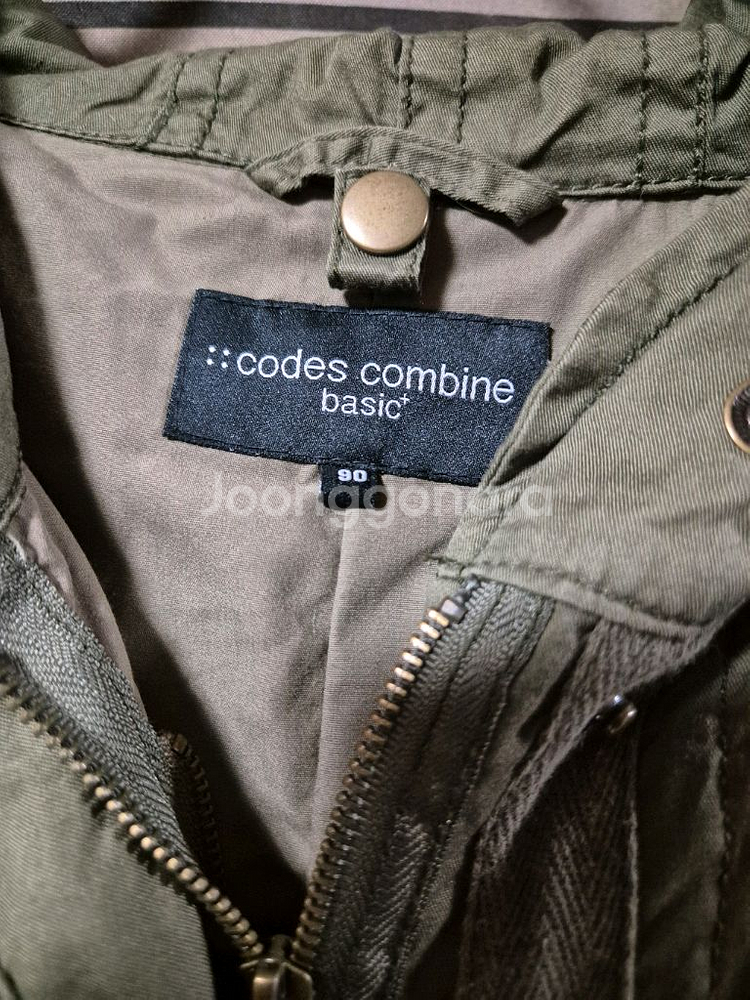 ::codes combine
basic+
90
Joonggonara